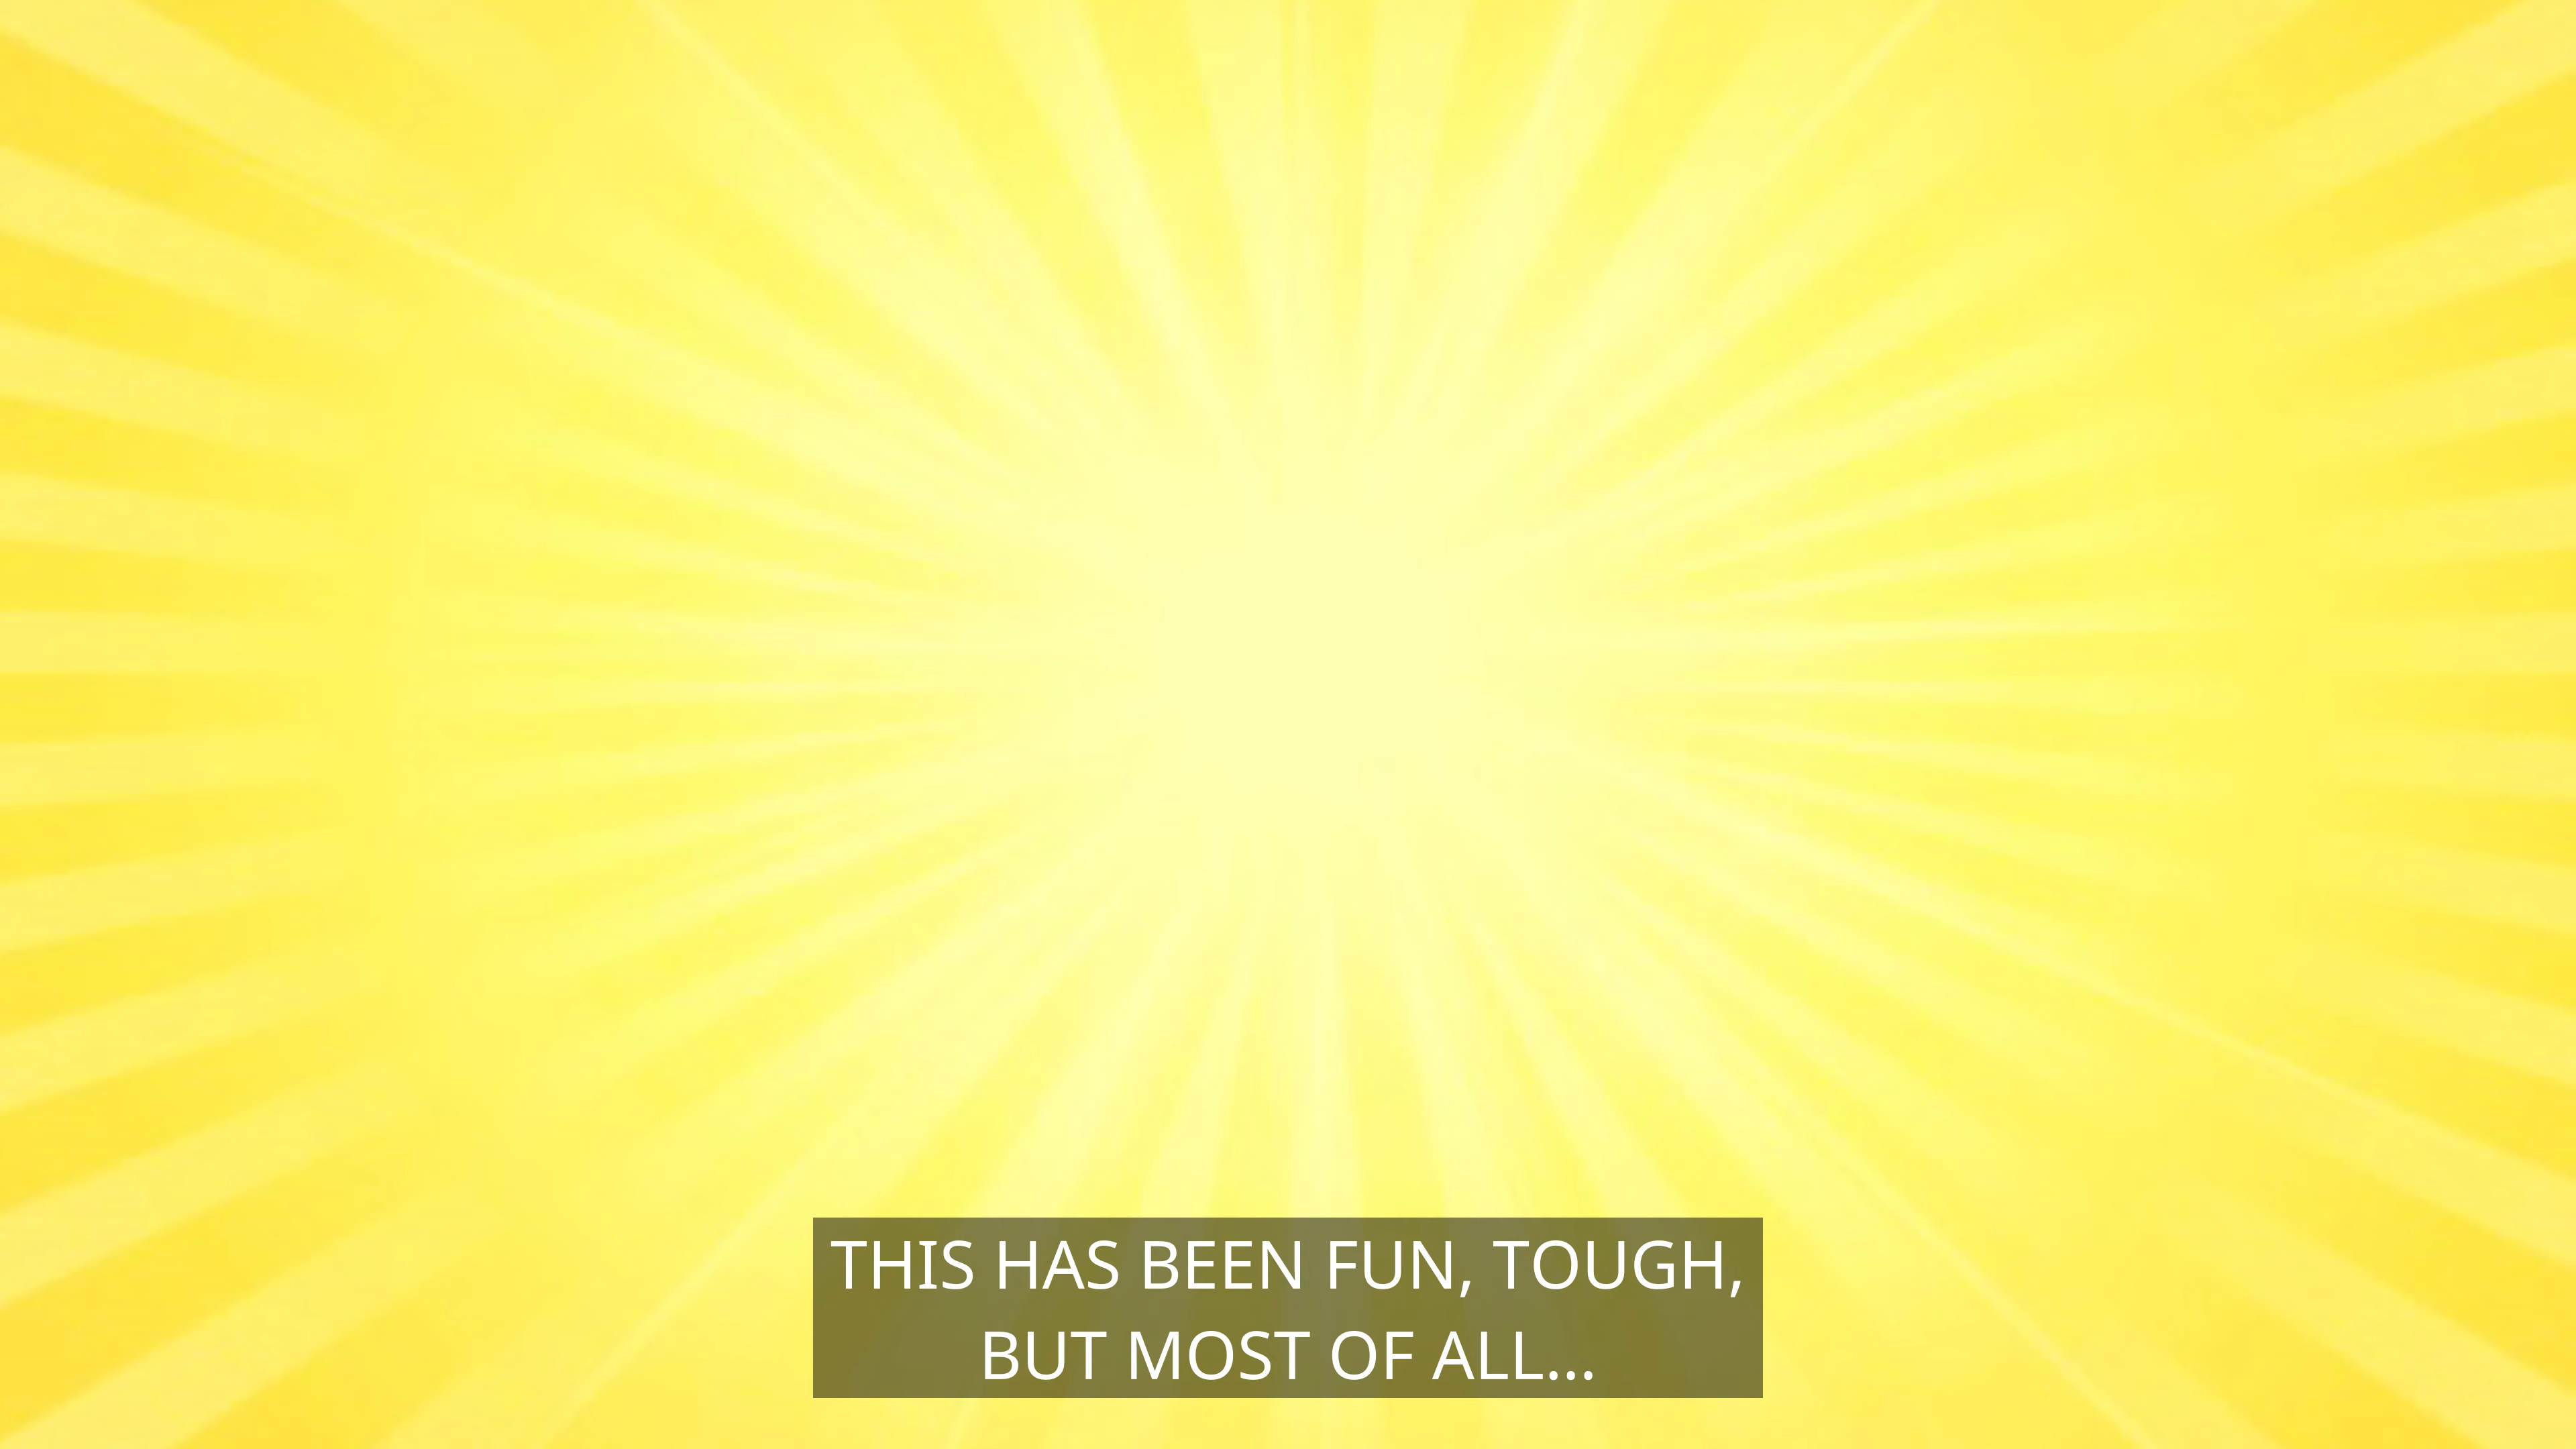 THIS HAS BEEN FUN, TOUGH,
BUT MOST OF ALL...